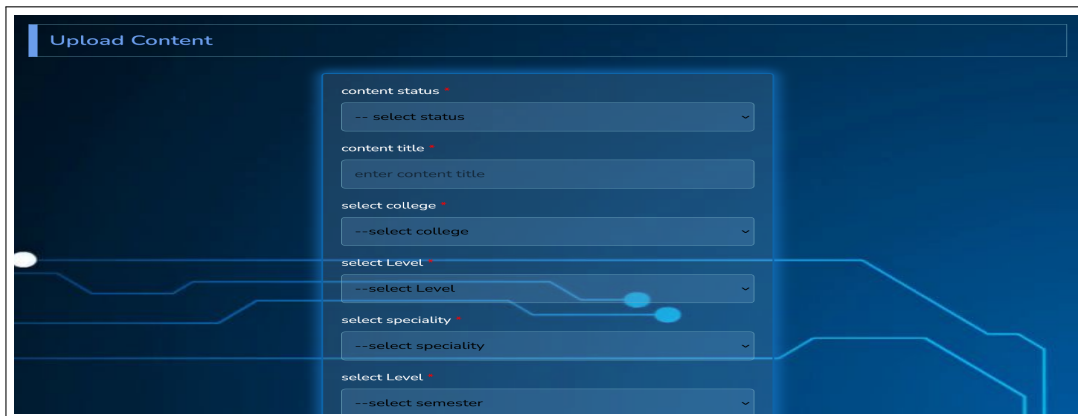 Upload Content
content status *
-- select status
content title *
enter content title
select college *
--select college
select Level *
--select Level
select speciality *
--select speciality
select Level *
--select semester